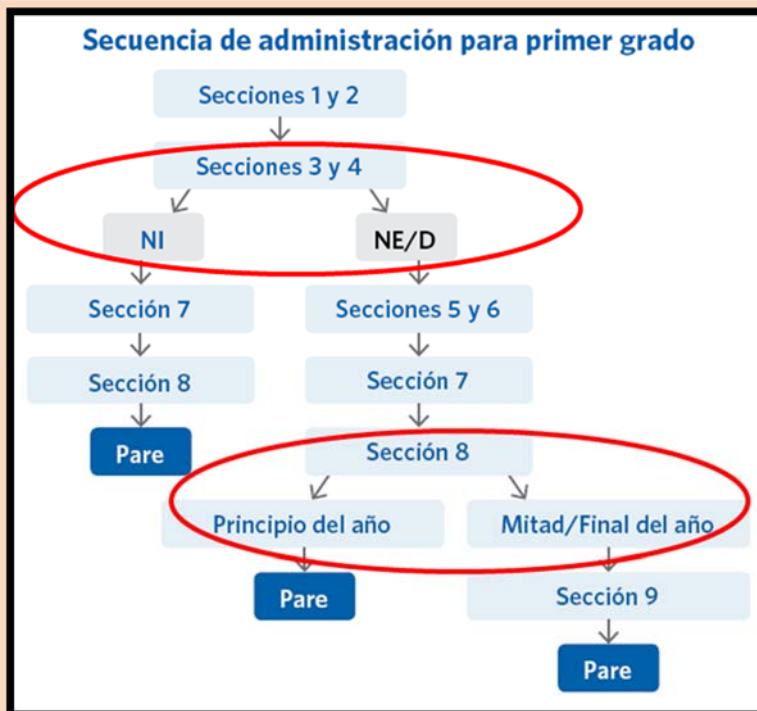 Secuencia de administración para primer grado
Secciones 1 y 2
Secciones 3 y 4
NI
NE/D
Sección 7
Secciones 5 y 6
Sección 8
Sección 7
Pare
Sección 8
Principio del año
Mitad/Final del año
Pare
Sección 9
Pare